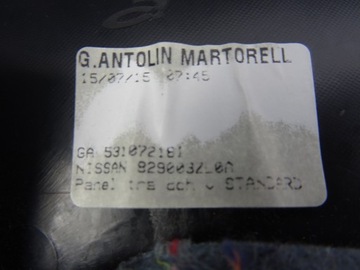 G.ANTOLIN MARTORELL
15/07/15 07:45
GA 531072181
NISSAN 829003ZL0A
Panel tra dch v STANDARD